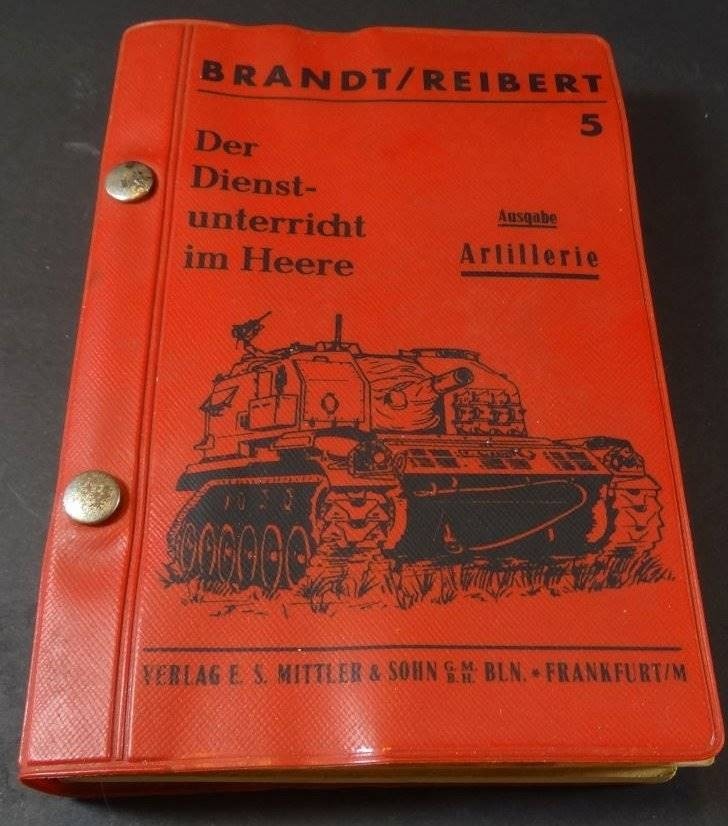 BRANDT/REIBERT
5
Der
Dienst-
unterricht
im Heere
Ausgabe
Artillerie
VERLAG E. S. MITTLER & SOHN G.M.B.H. BLN. * FRANKFURT/M